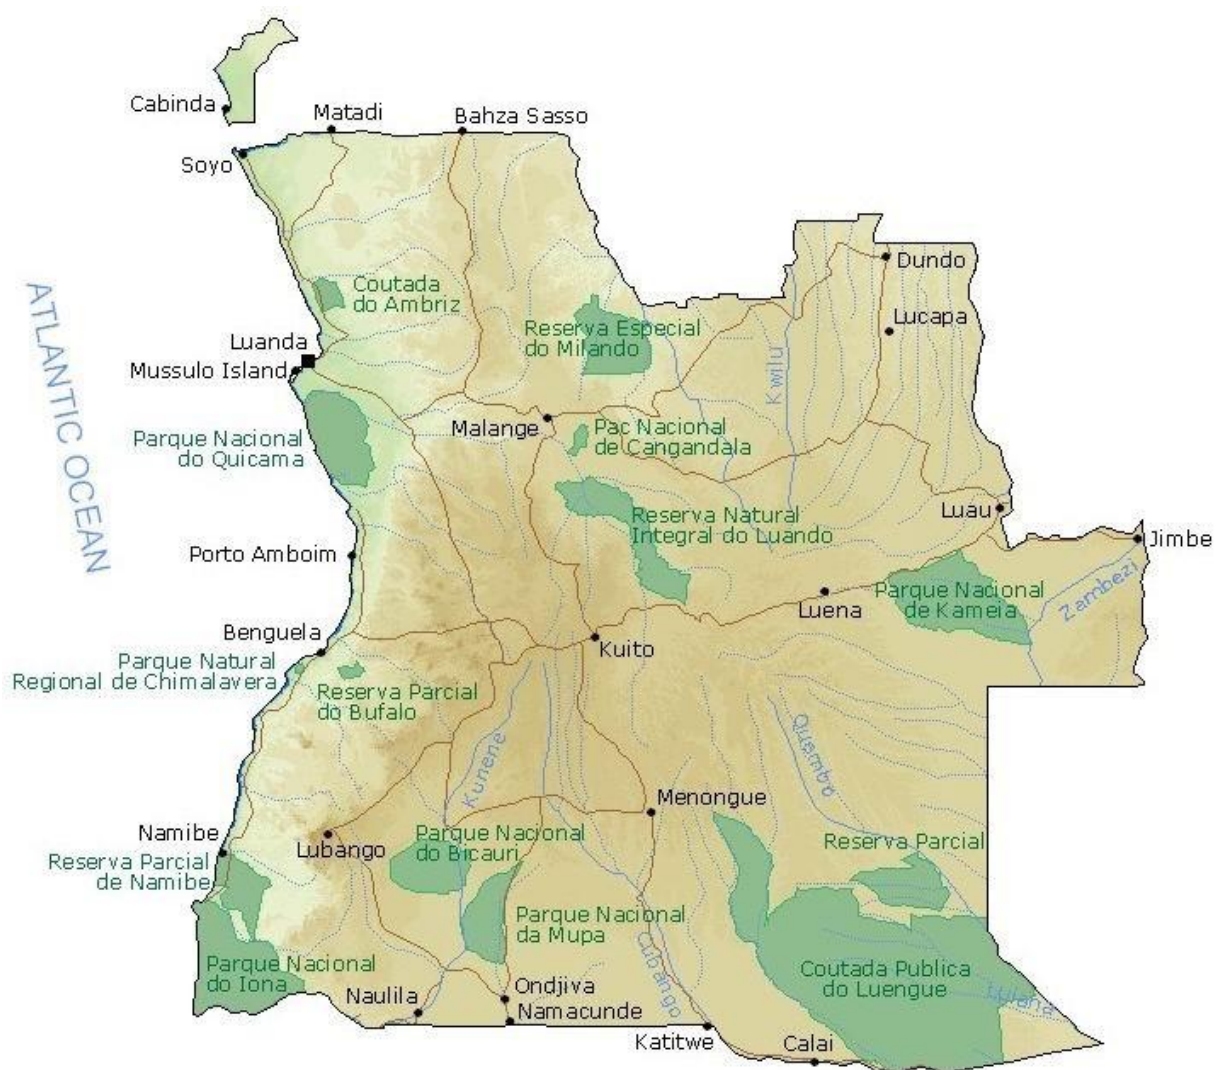 Cabinda
Matadi
Bahza Sasso
Soyo
Dundo
Coutada
do Ambriz
Lucapa
Reserva Especial
do Milando
Luanda
Mussulo Island
Kwilu
ATLANTIC OCEAN
Malange
Pac Nacional
de Cangandala
Parque Nacional
do Quicama
Luau
Reserva Natural
Integral do Luando
Jimbe
Porto Amboim
Luena
Parque Nacional
de Kameia
Zambezi
Benguela
Kuito
Parque Natural
Regional de Chimalavera
Reserva Parcial
do Bufalo
Kunene
Quembo
Menongue
Namibe
Lubango
Parque Nacional
do Bicauri
Reserva Parcial
Reserva Parcial
de Namibe
Parque Nacional
da Mupa
Cubango
Parque Nacional
do Iona
Coutada Publica
do Luengue
Luiana
Naulila
Ondjiva
Namacunde
Katitwe
Calai